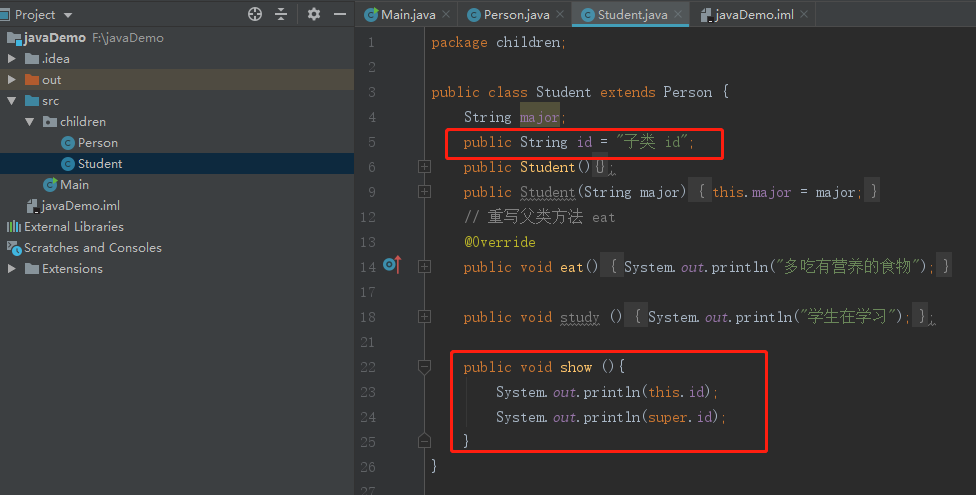 Project
javaDemo F:\javaDemo
.idea
out
src
children
Person
Student
Main
javaDemo.iml
External Libraries
Scratches and Consoles
Extensions
Main.java × Person.java × Student.java × javaDemo.iml ×
1 package children;
2
3 public class Student extends Person {
4 String major;
5 public String id = "子类 id";
6 public Student(){};
9 public Student(String major) { this.major = major; }
12 // 重写父类方法 eat
13 @Override
14 public void eat() { System.out.println("多吃有营养的食物"); }
17
18 public void study () { System.out.println("学生在学习"); };
21
22 public void show (){
23 System.out.println(this.id);
24 System.out.println(super.id);
25 }
26 }
27